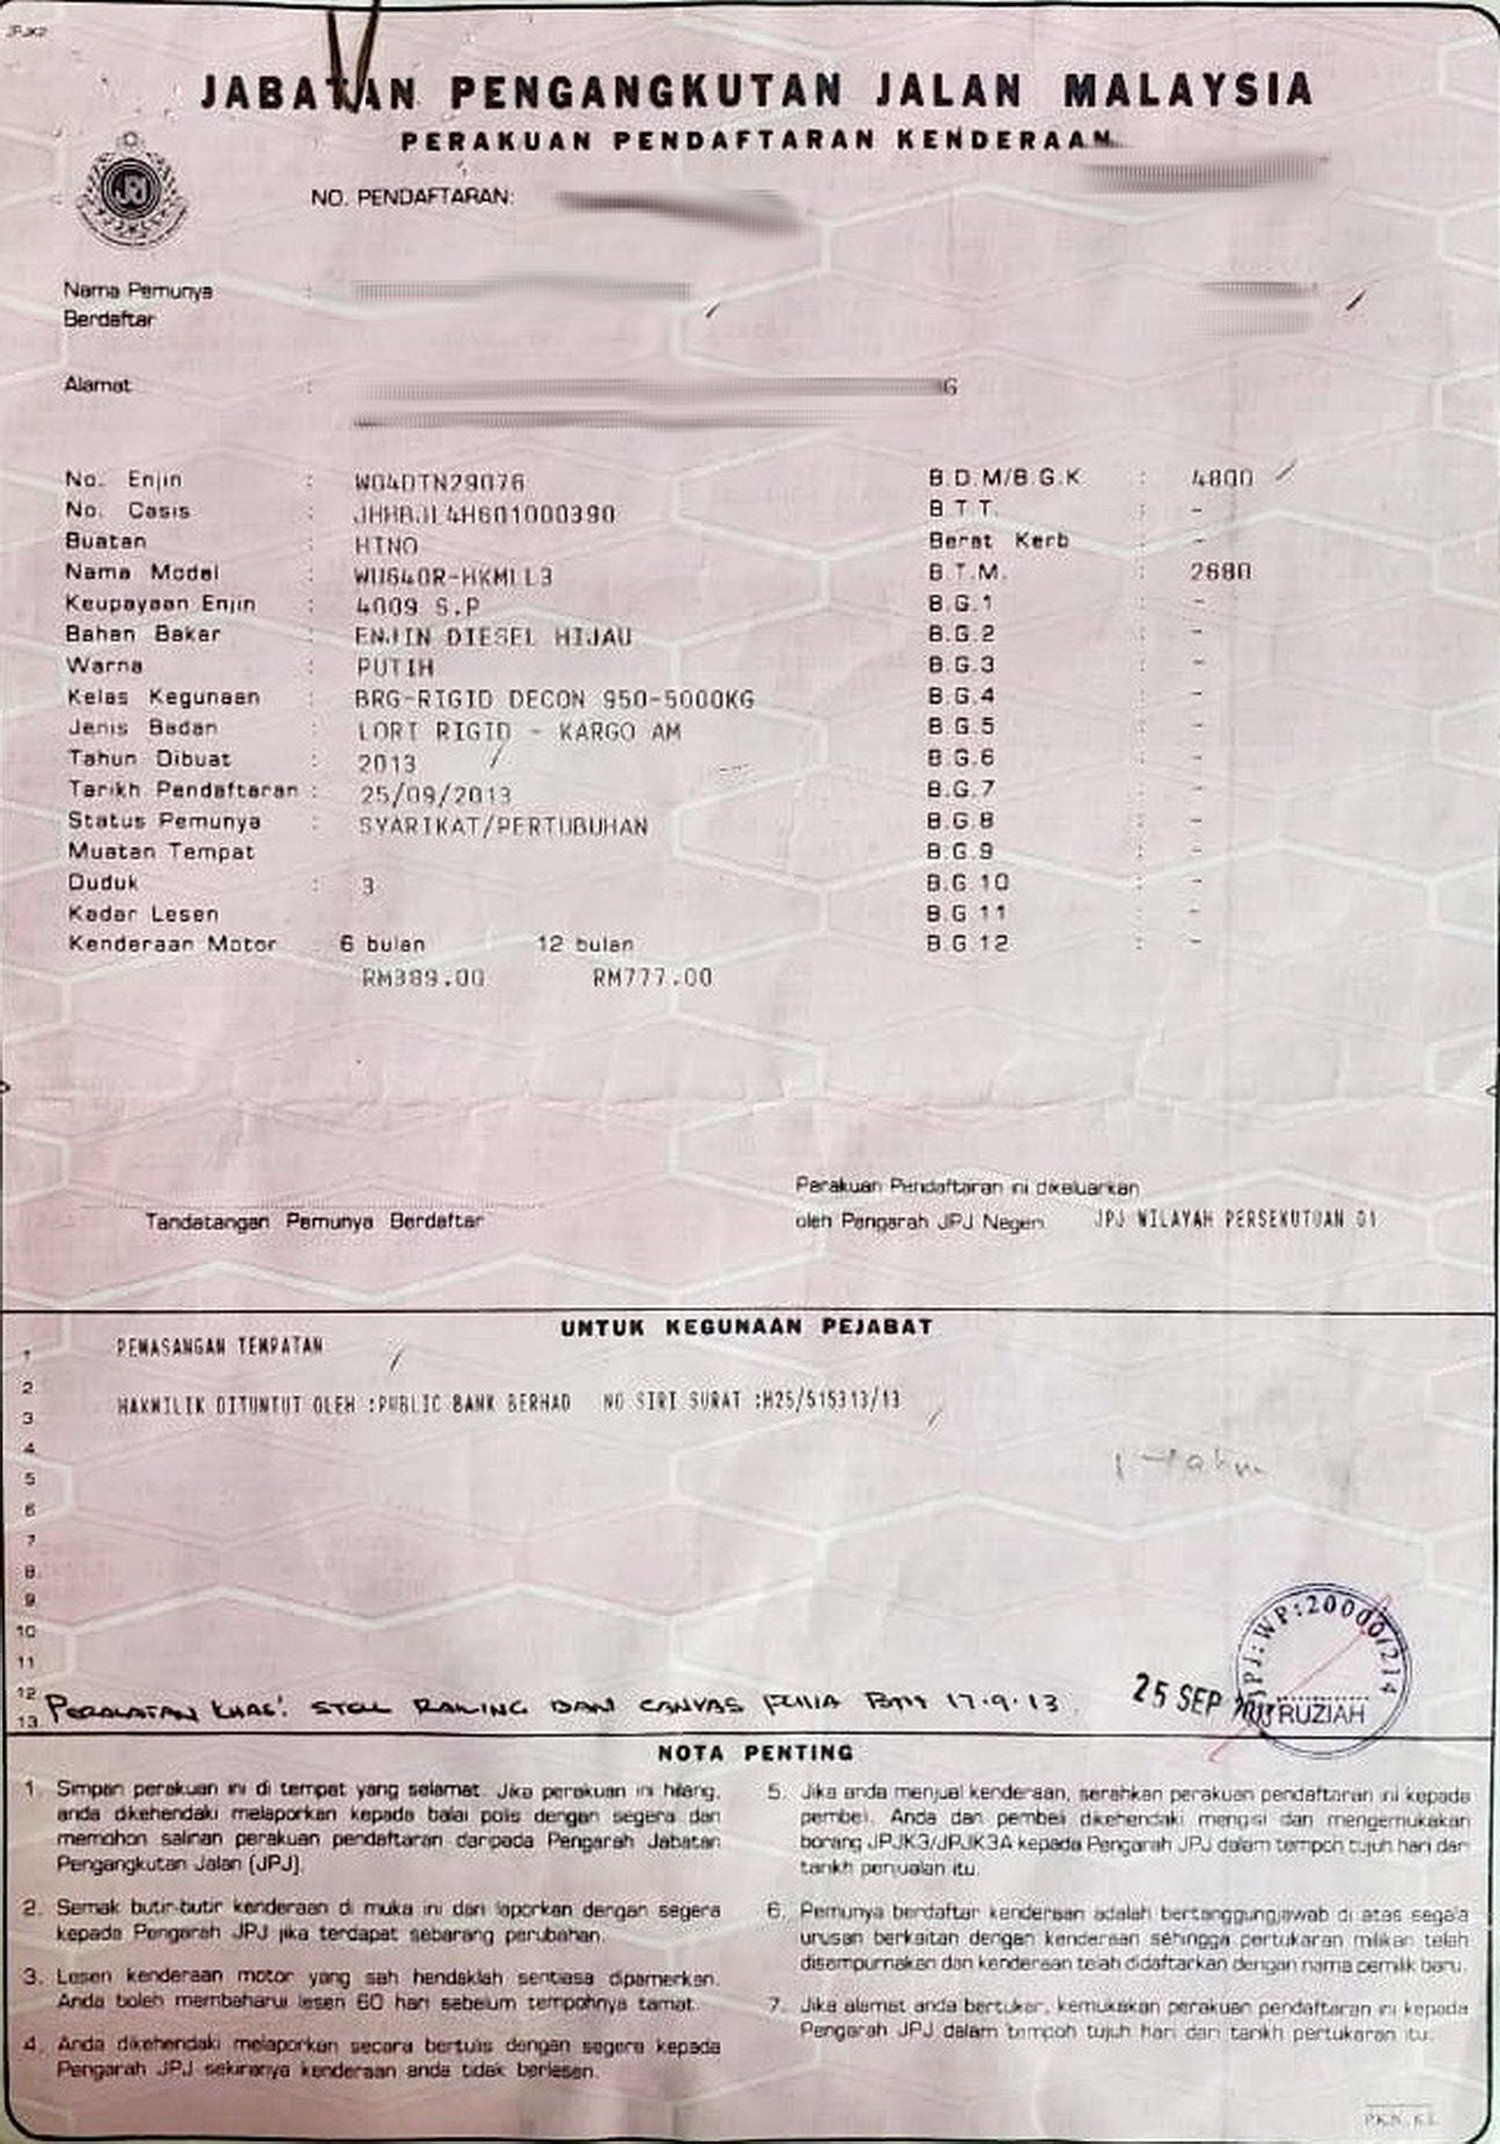 JPJK2
JABATAN PENGANGKUTAN JALAN MALAYSIA
PERAKUAN PENDAFTARAN KENDERAAN
NO. PENDAFTARAN:
Nama Pemunya :
Berdaftar
Alamat : G
No. Enjin : W04DTN29076 B.D.M/B.G.K : 4800
No. Casis : JHHBJL4H601000390 B.T.T. : -
Buatan : HINO Berat Kerb : -
Nama Model : WU640R-HKMLL3 B.T.M. : 2680
Keupayaan Enjin : 4009 S.P B.G.1 : -
Bahan Bakar : ENJIN DIESEL HIJAU B.G.2 : -
Warna : PUTIH B.G.3 : -
Kelas Kegunaan : BRG-RIGID DECON 950-5000KG B.G.4 : -
Jenis Badan : LORI RIGID - KARGO AM B.G.5 : -
Tahun Dibuat : 2013 B.G.6 : -
Tarikh Pendaftaran : 25/09/2013 B.G.7 : -
Status Pemunya : SYARIKAT/PERTUBUHAN B.G.8 : -
Muatan Tempat B.G.9 : -
Duduk : 3 B.G.10 : -
Kadar Lesen B.G.11 : -
Kenderaan Motor : 6 bulan 12 bulan B.G.12 : -
RM389.00 RM777.00
Perakuan Pendaftaran ini dikeluarkan
Tandatangan Pemunya Berdaftar oleh Pengarah JPJ Negeri JPJ WILAYAH PERSEKUTUAN 01
UNTUK KEGUNAAN PEJABAT
1 PEMASANGAN TEMPATAN
2
3 HAKMILIK DITUNTUT OLEH :PUBLIC BANK BERHAD NO SIRI SURAT :H25/515313/13
4
5
6
7
8
9
10
11
12
13 PERALATAN KHAS: RAILING DAN CANVAS 17.9.13
25 SEP 2013
JPJ:WP:20000/214
RUZIAH
NOTA PENTING
1. Simpan perakuan ini di tempat yang selamat. Jika perakuan ini hilang,
anda dikehendaki melaporkan kepada balai polis dengan segera dan
memohon salinan perakuan pendaftaran daripada Pengarah Jabatan
Pengangkutan Jalan (JPJ).
2. Semak butir-butir kenderaan di muka ini dan laporkan dengan segera
kepada Pengarah JPJ jika terdapat sebarang perubahan.
3. Lesen kenderaan motor yang sah hendaklah sentiasa dipamerkan.
Anda boleh membaharui lesen 60 hari sebelum tempohnya tamat.
4. Anda dikehendaki melaporkan secara bertulis dengan segera kepada
Pengarah JPJ sekiranya kenderaan anda tidak berlesen.
5. Jika anda menjual kenderaan, serahkan perakuan pendaftaran ini kepada
pembeli. Anda dan pembeli dikehendaki mengisi dan mengemukakan
borang JPJK3/JPJK3A kepada Pengarah JPJ dalam tempoh tujuh hari dari
tarikh penjualan itu.
6. Pemunya berdaftar kenderaan adalah bertanggungjawab di atas segala
urusan berkaitan dengan kenderaan sehingga pertukaran milikan telah
disempurnakan dan kenderaan telah didaftarkan dengan nama pemilik baru.
7. Jika alamat anda bertukar, kemukakan perakuan pendaftaran ini kepada
Pengarah JPJ dalam tempoh tujuh hari dari tarikh pertukaran itu.